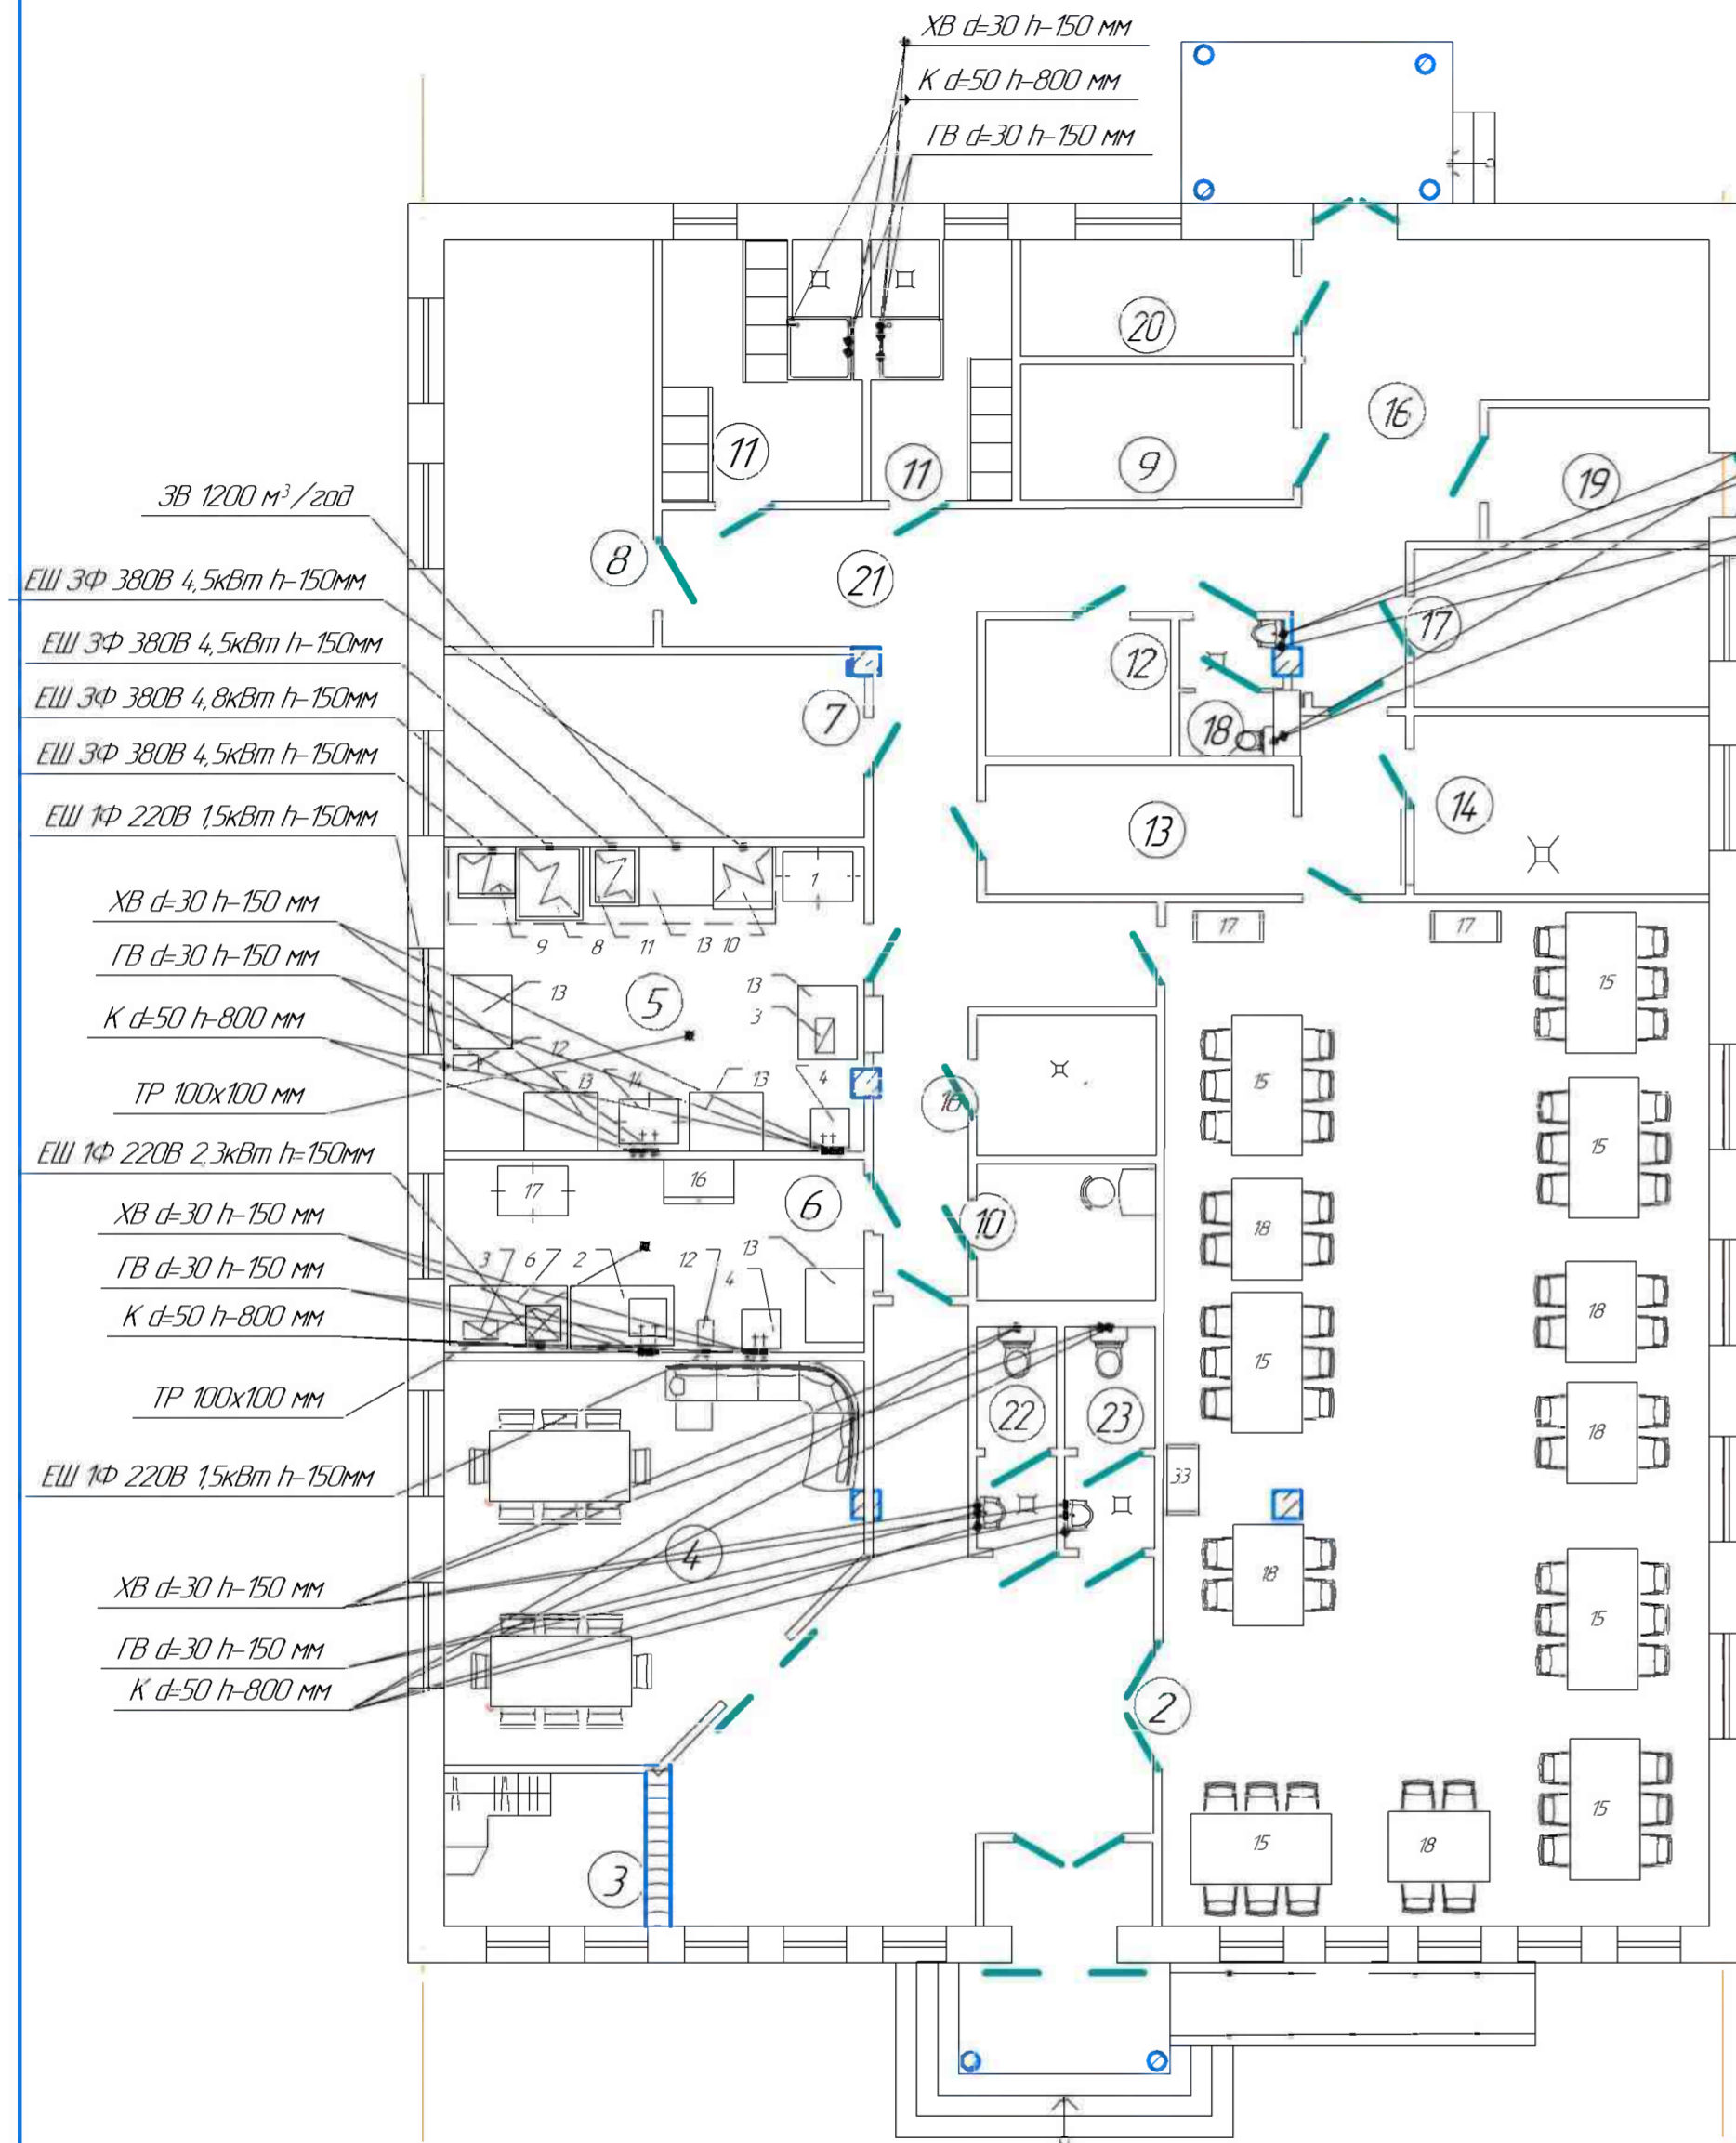 ХВ d=30 h-150 мм
К d=50 h-800 мм
ГВ d=30 h-150 мм
20
16
11
11
9
19
ЗВ 1200 м³/год
8
21
ЕШ 3Ф 380В 4,5кВт h-150мм
17
ЕШ 3Ф 380В 4,5кВт h-150мм
12
ЕШ 3Ф 380В 4,8кВт h-150мм
7
18
ЕШ 3Ф 380В 4,5кВт h-150мм
14
ЕШ 1Ф 220В 1,5кВт h-150мм
13
1
ХВ d=30 h-150 мм
17
17
9
8
11
13
10
ГВ d=30 h-150 мм
15
13
5
13
К d=50 h-800 мм
3
12
13
14
13
4
15
ТР 100х100 мм
18
ЕШ 1Ф 220В 2.3кВт h=150мм
15
17
16
6
ХВ d=30 h-150 мм
10
18
3
6
2
12
4
13
ГВ d=30 h-150 мм
18
К d=50 h-800 мм
15
ТР 100х100 мм
22
23
18
ЕШ 1Ф 220В 1,5кВт h-150мм
33
4
18
ХВ d=30 h-150 мм
15
ГВ d=30 h-150 мм
К d=50 h-800 мм
2
15
15
18
3